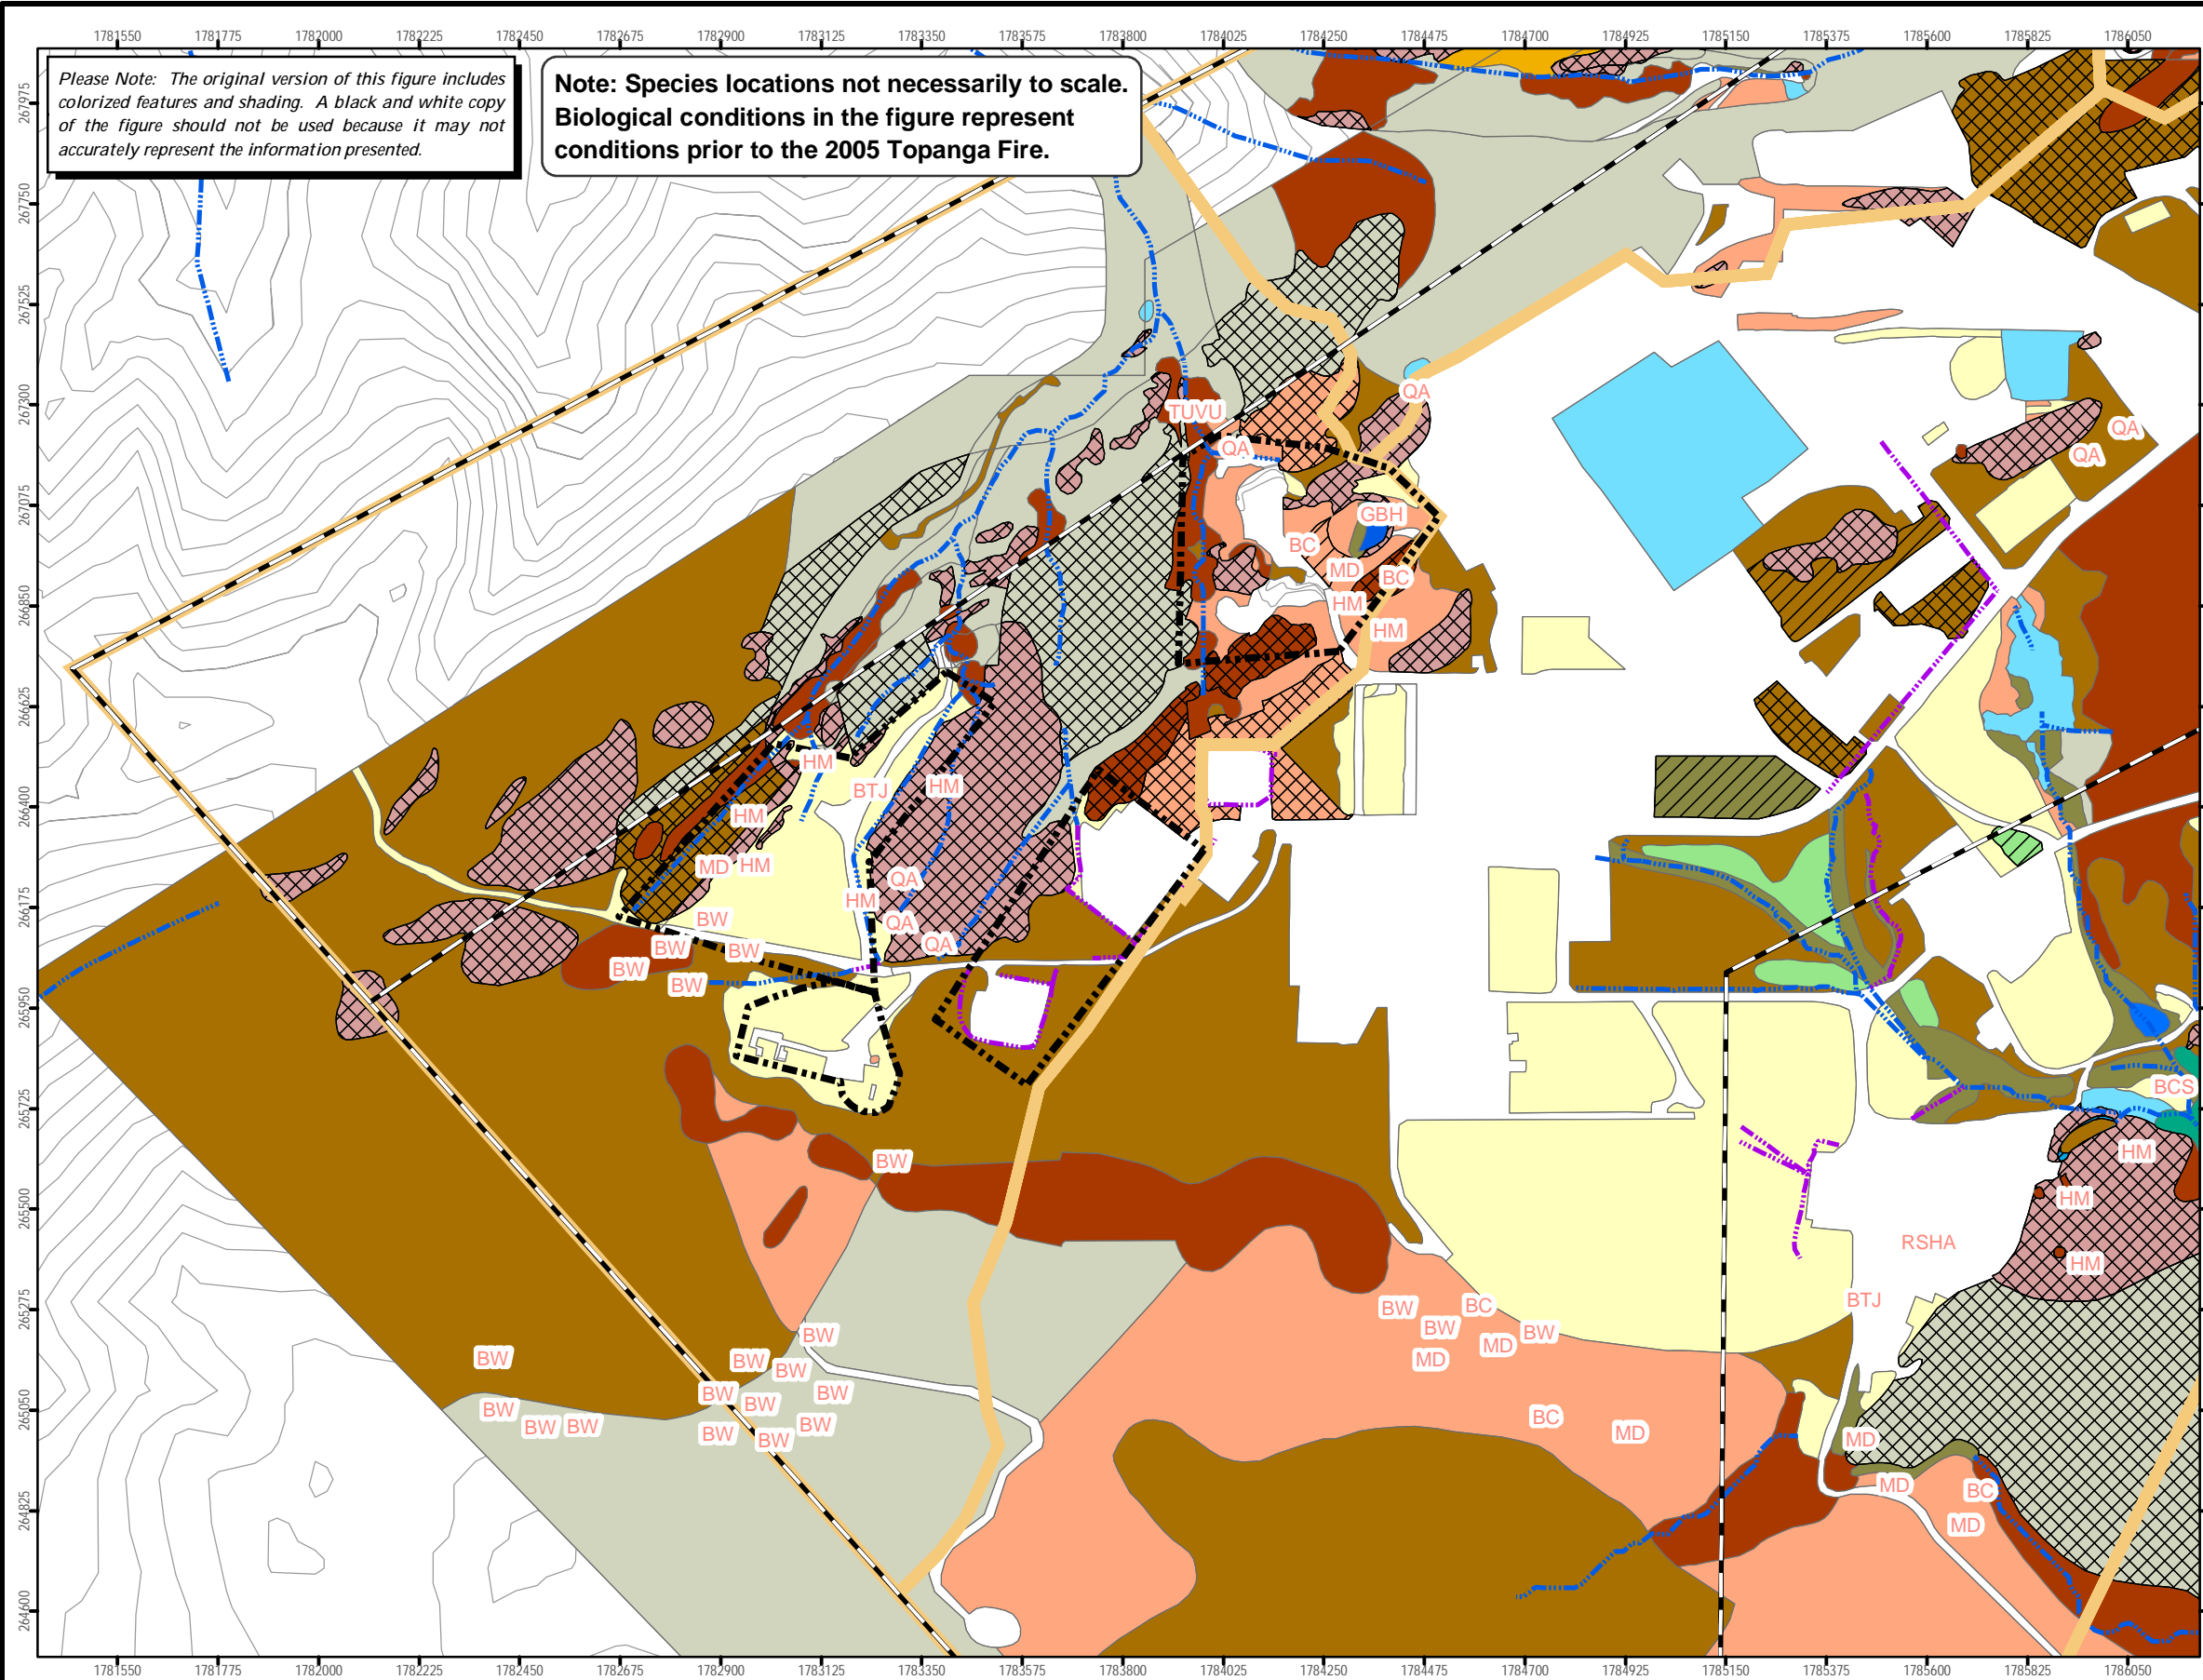 1781550 1781775 1782000 1782225 1782450 1782675 1782900 1783125 1783350 1783575 1783800 1784025 1784250 1784475 1784700 1784925 1785150 1785375 1785600 1785825 1786050
Please Note: The original version of this figure includes
colorized features and shading. A black and white copy
of the figure should not be used because it may not
accurately represent the information presented.
Note: Species locations not necessarily to scale.
Biological conditions in the figure represent
conditions prior to the 2005 Topanga Fire.
267975
267750
267525
267300
267075
266850
266625
266400
266175
265950
265725
265500
265275
265050
264825
264600
QA
TUVU
QA
QA
QA
GBH
BC
MD
BC
HM
HM
HM
BTJ
HM
HM
MD
HM
QA
HM
BW
QA
BW
BW
QA
BW
BW
BCS
HM
BW
HM
RSHA
HM
BTJ
BW
BC
BW
BW
BW
MD
BW
BW
MD
BW
BW
BW
BW
BW
BC
BW
BW
BW
BW
MD
BW
MD
MD
BC
MD
1781550 1781775 1782000 1782225 1782450 1782675 1782900 1783125 1783350 1783575 1783800 1784025 1784250 1784475 1784700 1784925 1785150 1785375 1785600 1785825 1786050